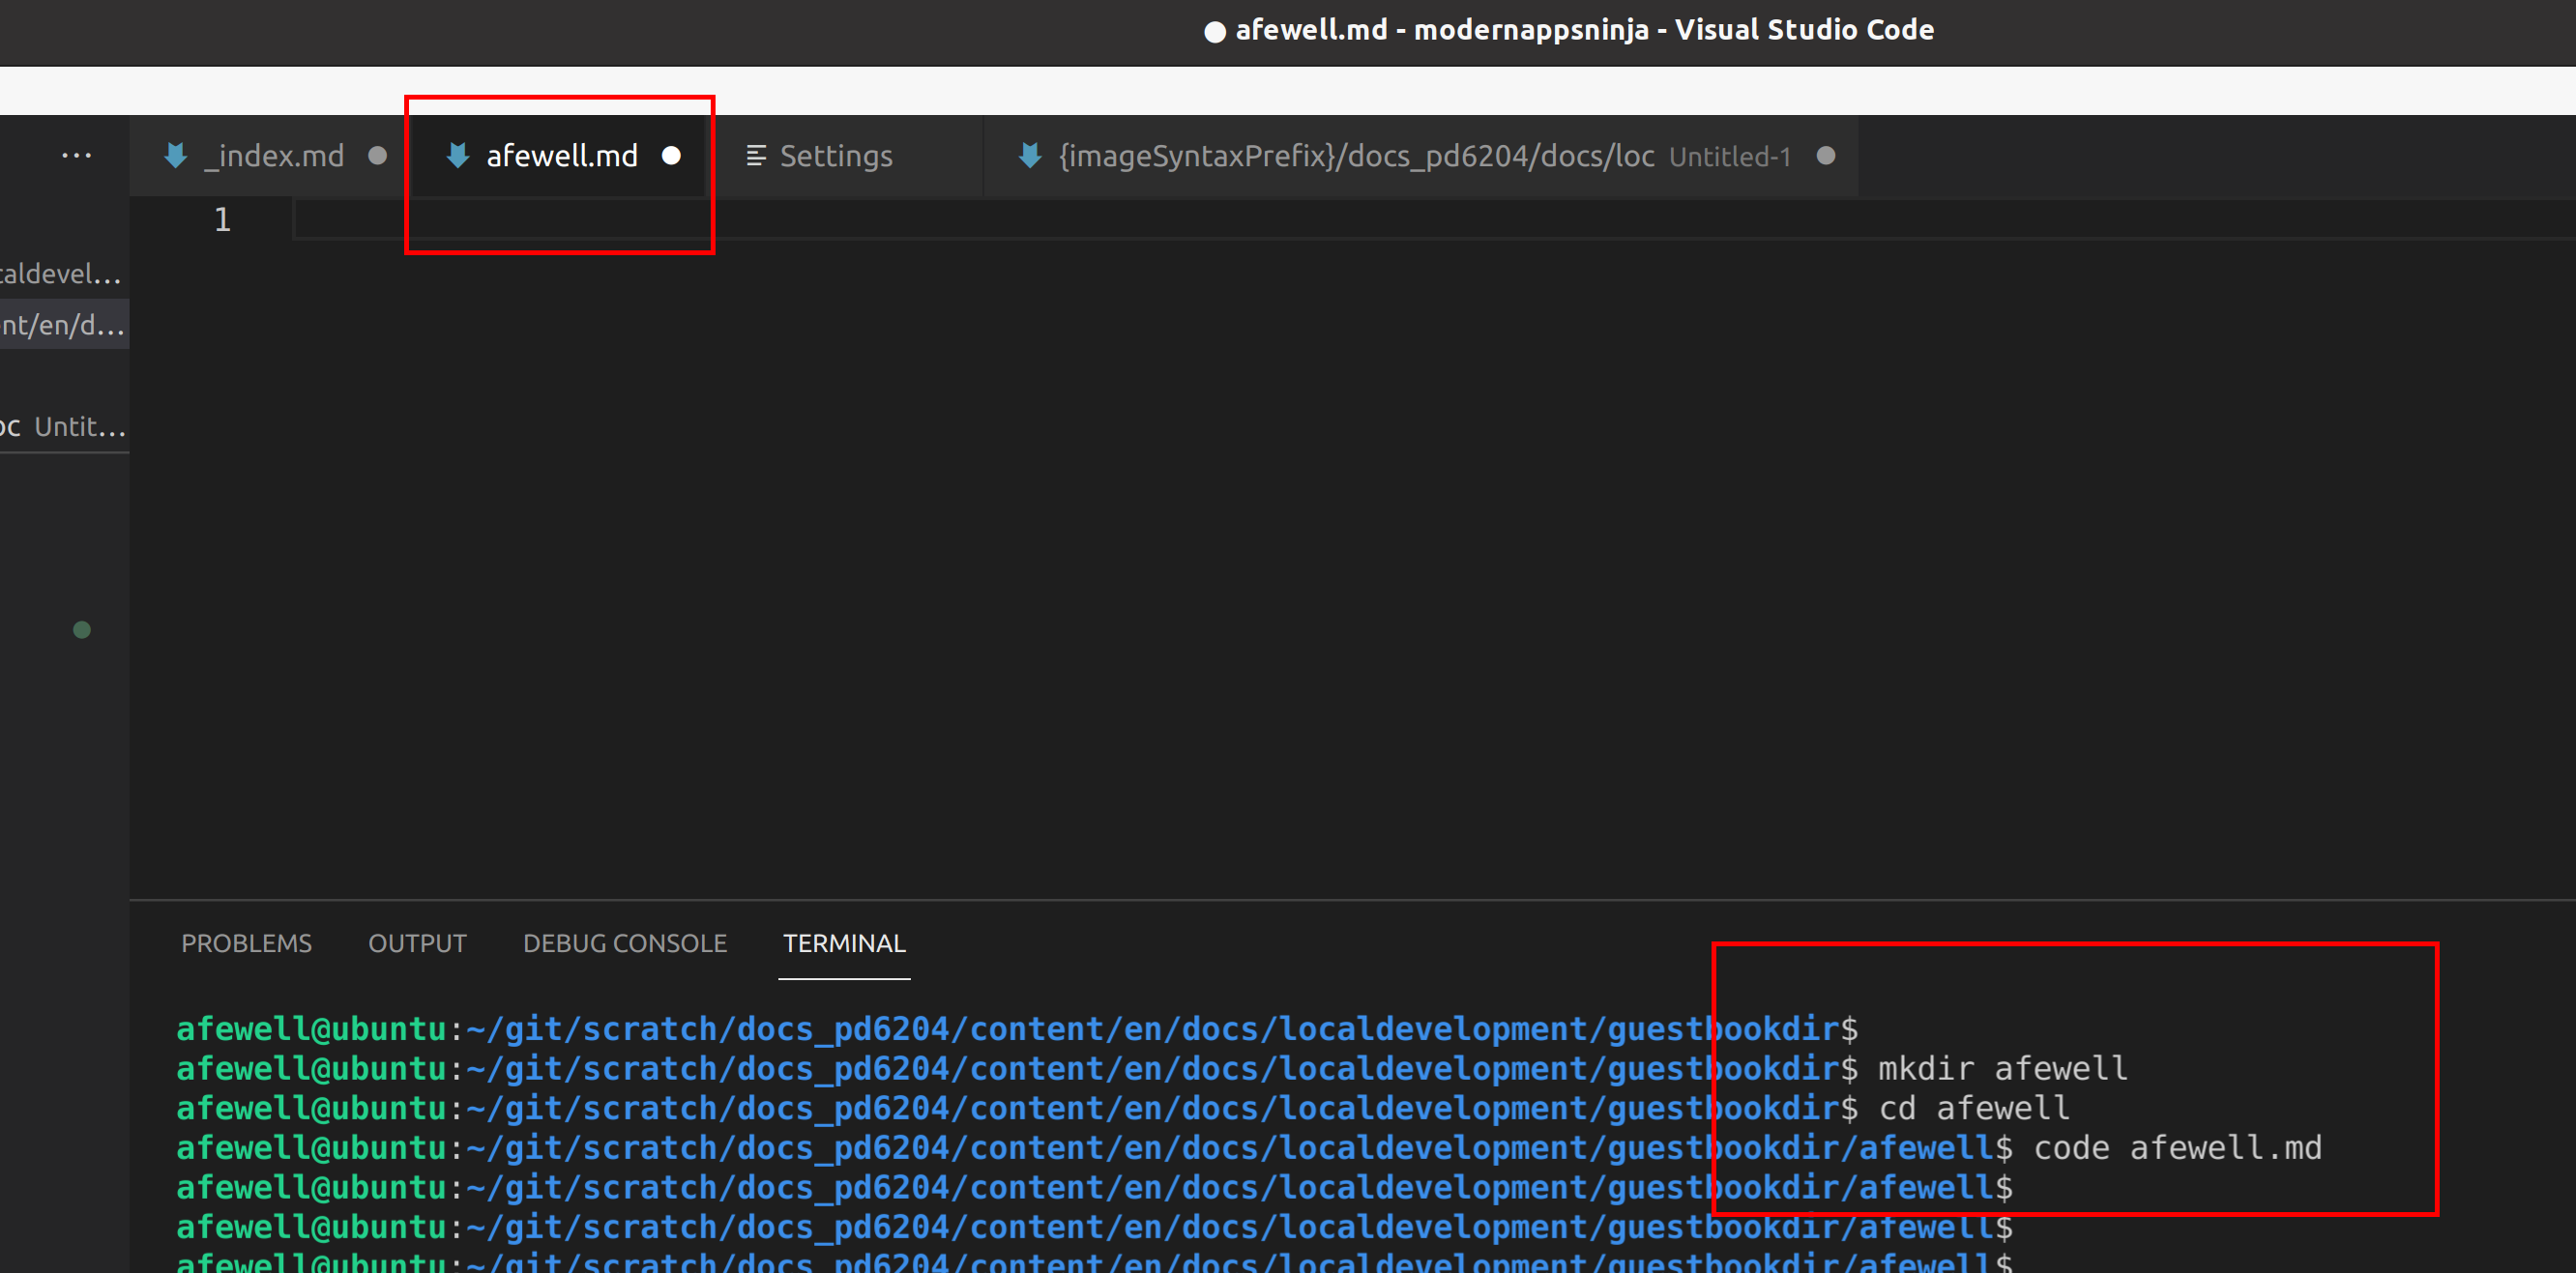 ● afewell.md - modernappsninja - Visual Studio Code
... _index.md ● afewell.md ● Settings {imageSyntaxPrefix}/docs_pd6204/docs/loc Untitled-1 ●
1
taldevel...
nt/en/d...
oc Untit...
PROBLEMS OUTPUT DEBUG CONSOLE TERMINAL
afewell@ubuntu:~/git/scratch/docs_pd6204/content/en/docs/localdevelopment/guestbookdir$
afewell@ubuntu:~/git/scratch/docs_pd6204/content/en/docs/localdevelopment/guestbookdir$ mkdir afewell
afewell@ubuntu:~/git/scratch/docs_pd6204/content/en/docs/localdevelopment/guestbookdir$ cd afewell
afewell@ubuntu:~/git/scratch/docs_pd6204/content/en/docs/localdevelopment/guestbookdir/afewell$ code afewell.md
afewell@ubuntu:~/git/scratch/docs_pd6204/content/en/docs/localdevelopment/guestbookdir/afewell$
afewell@ubuntu:~/git/scratch/docs_pd6204/content/en/docs/localdevelopment/guestbookdir/afewell$
afewell@ubuntu:~/git/scratch/docs_pd6204/content/en/docs/localdevelopment/guestbookdir/afewell$